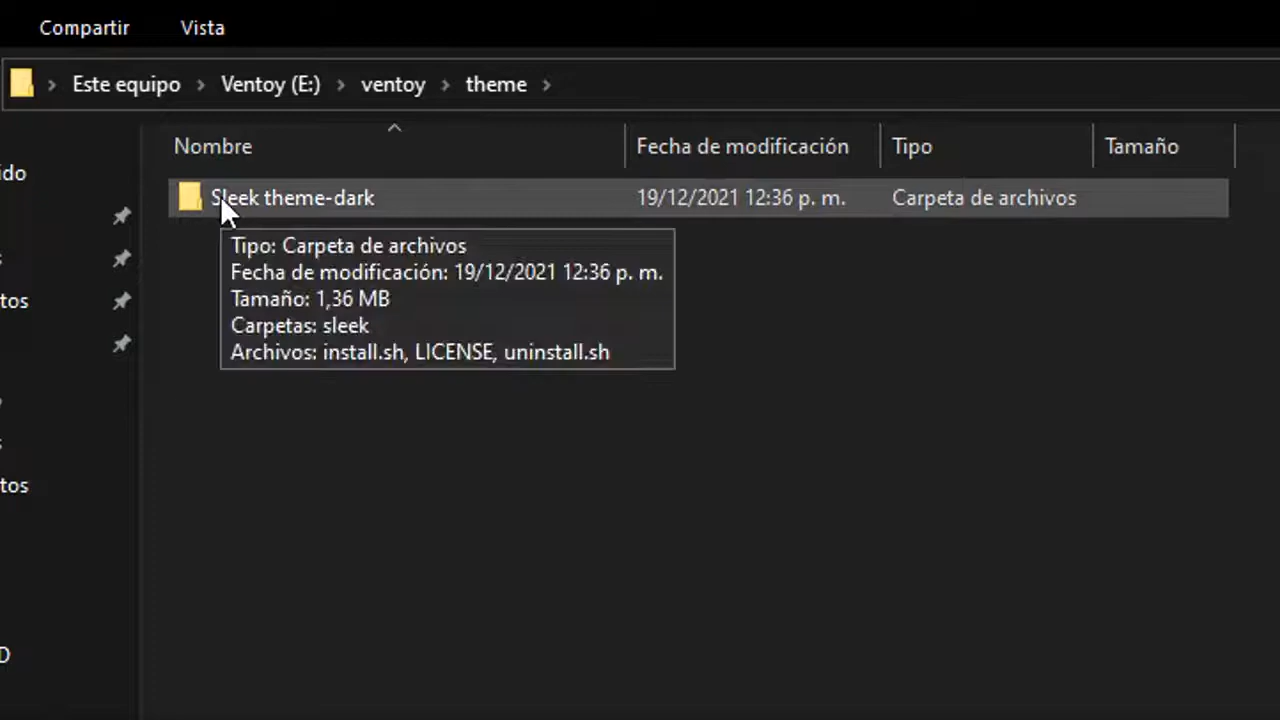 Compartir Vista
Este equipo > Ventoy (E:) > ventoy > theme >
Nombre Fecha de modificación Tipo Tamaño
ido
Sleek theme-dark 19/12/2021 12:36 p. m. Carpeta de archivos
Tipo: Carpeta de archivos
Fecha de modificación: 19/12/2021 12:36 p. m.
Tamaño: 1,36 MB
Carpetas: sleek
Archivos: install.sh, LICENSE, uninstall.sh
s
tos
s
tos
D